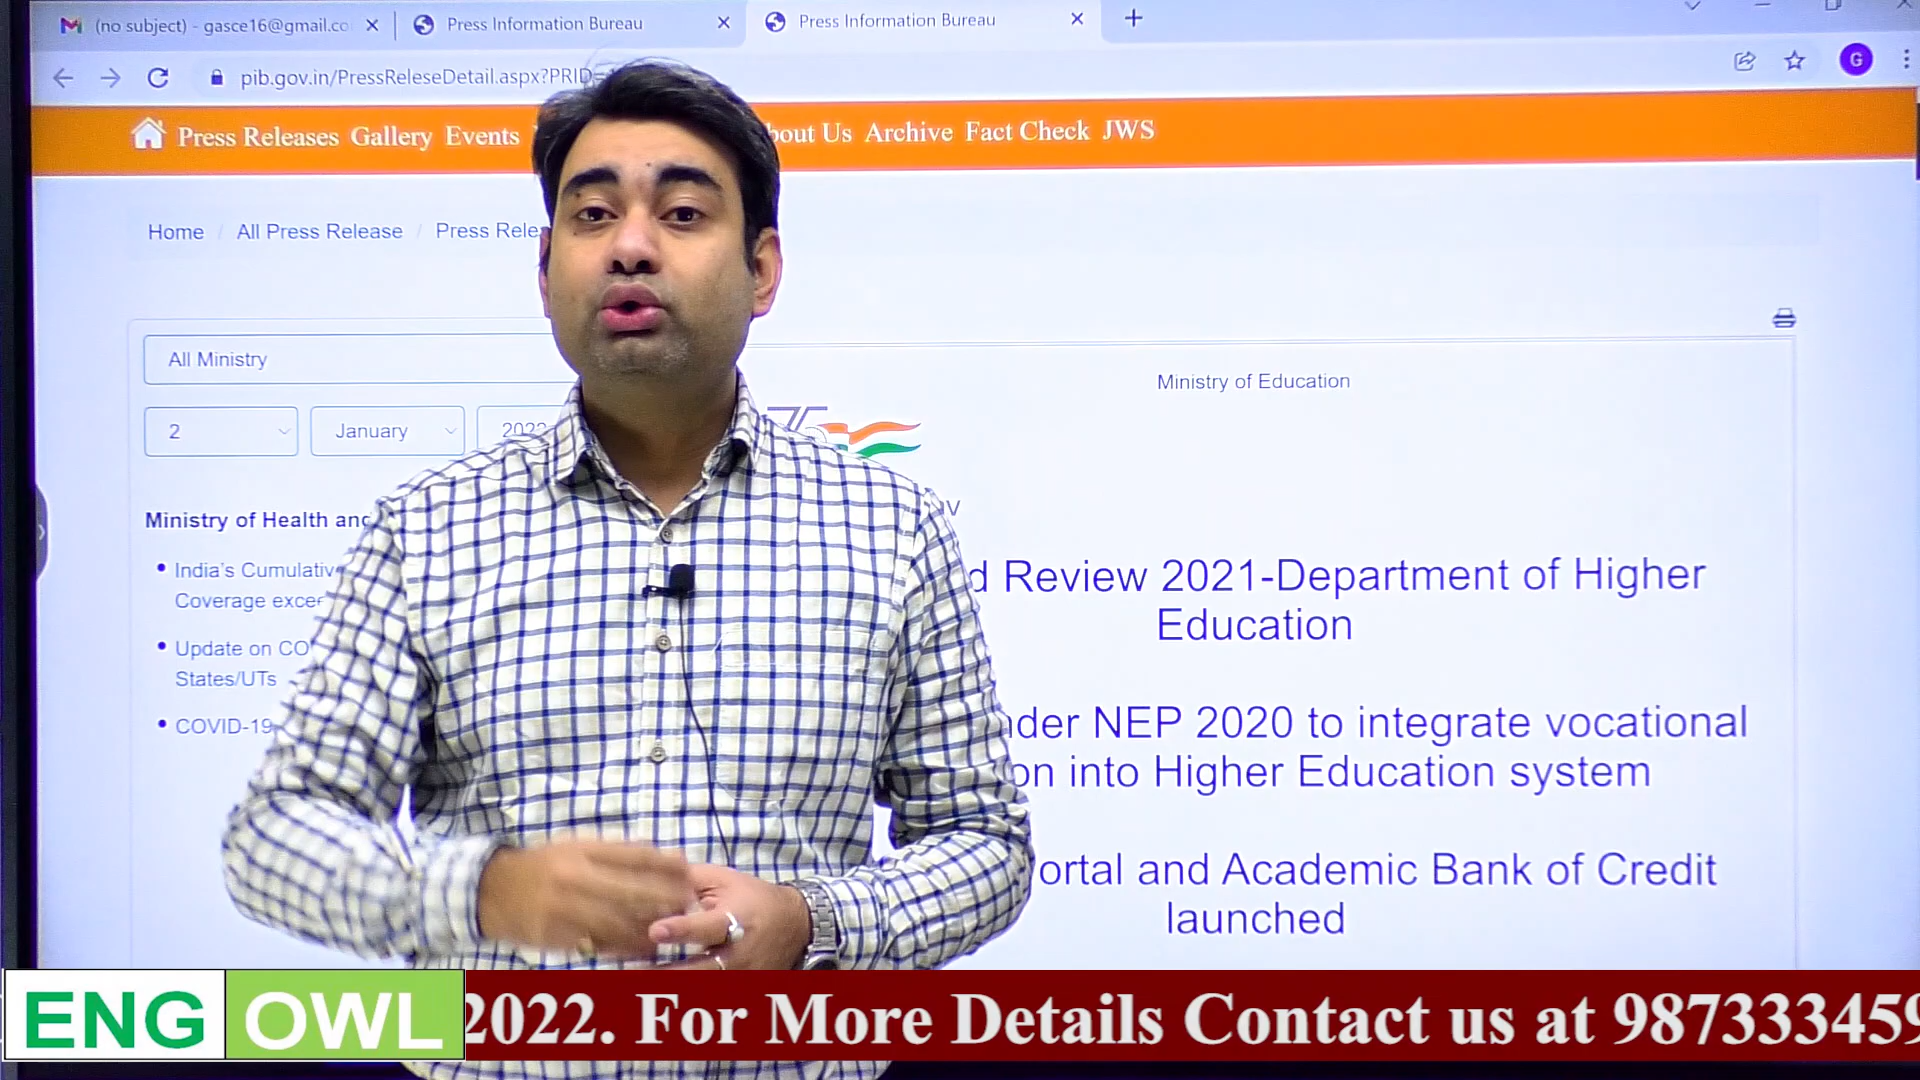 (no subject) - gasce16@gmail.co
Press Information Bureau
Press Information Bureau
pib.gov.in/PressReleseDetail.aspx?PRID=
G
Press Releases Gallery Events
bout Us Archive Fact Check JWS
Home / All Press Release / Press Rele
All Ministry
2 January 2022
Ministry of Education
75
Ministry of Health and
v
India's Cumulativ
Coverage excee
Update on CO
States/UTs
COVID-19
d Review 2021-Department of Higher
Education
der NEP 2020 to integrate vocational
on into Higher Education system
ortal and Academic Bank of Credit
launched
ENG OWL
2022. For More Details Contact us at 987333459